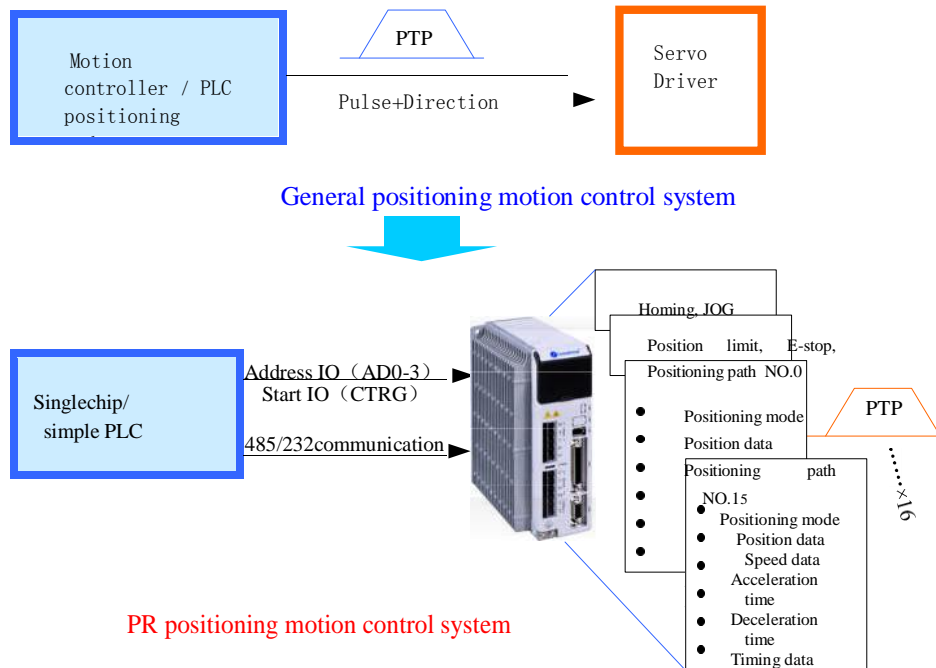 PTP
Motion
controller / PLC
positioning
Servo
Driver
Pulse+Direction
General positioning motion control system
Homing, JOG
Position limit, E-stop,
Positioning path NO.0
Address IO（AD0-3）
Start IO（CTRG）
Singlechip/
simple PLC
485/232communication
PTP
Positioning mode
Position data
Positioning path
NO.15
Positioning mode
Position data
Speed data
Acceleration
time
Deceleration
time
Timing data
×16
PR positioning motion control system